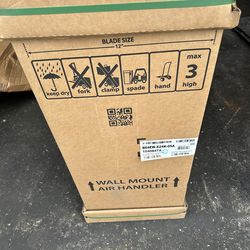 BLADE SIZE
12"
keep dry
fork
clamp
spade
hand
max
3
high
WALL MOUNT
AIR HANDLER